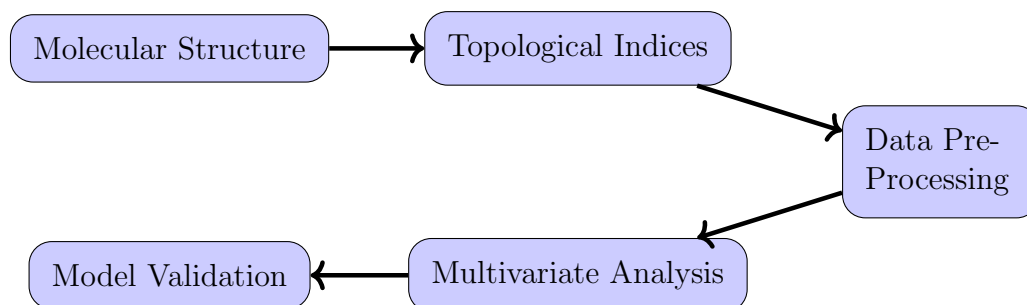 Molecular Structure
Topological Indices
Data Pre-
Processing
Multivariate Analysis
Model Validation